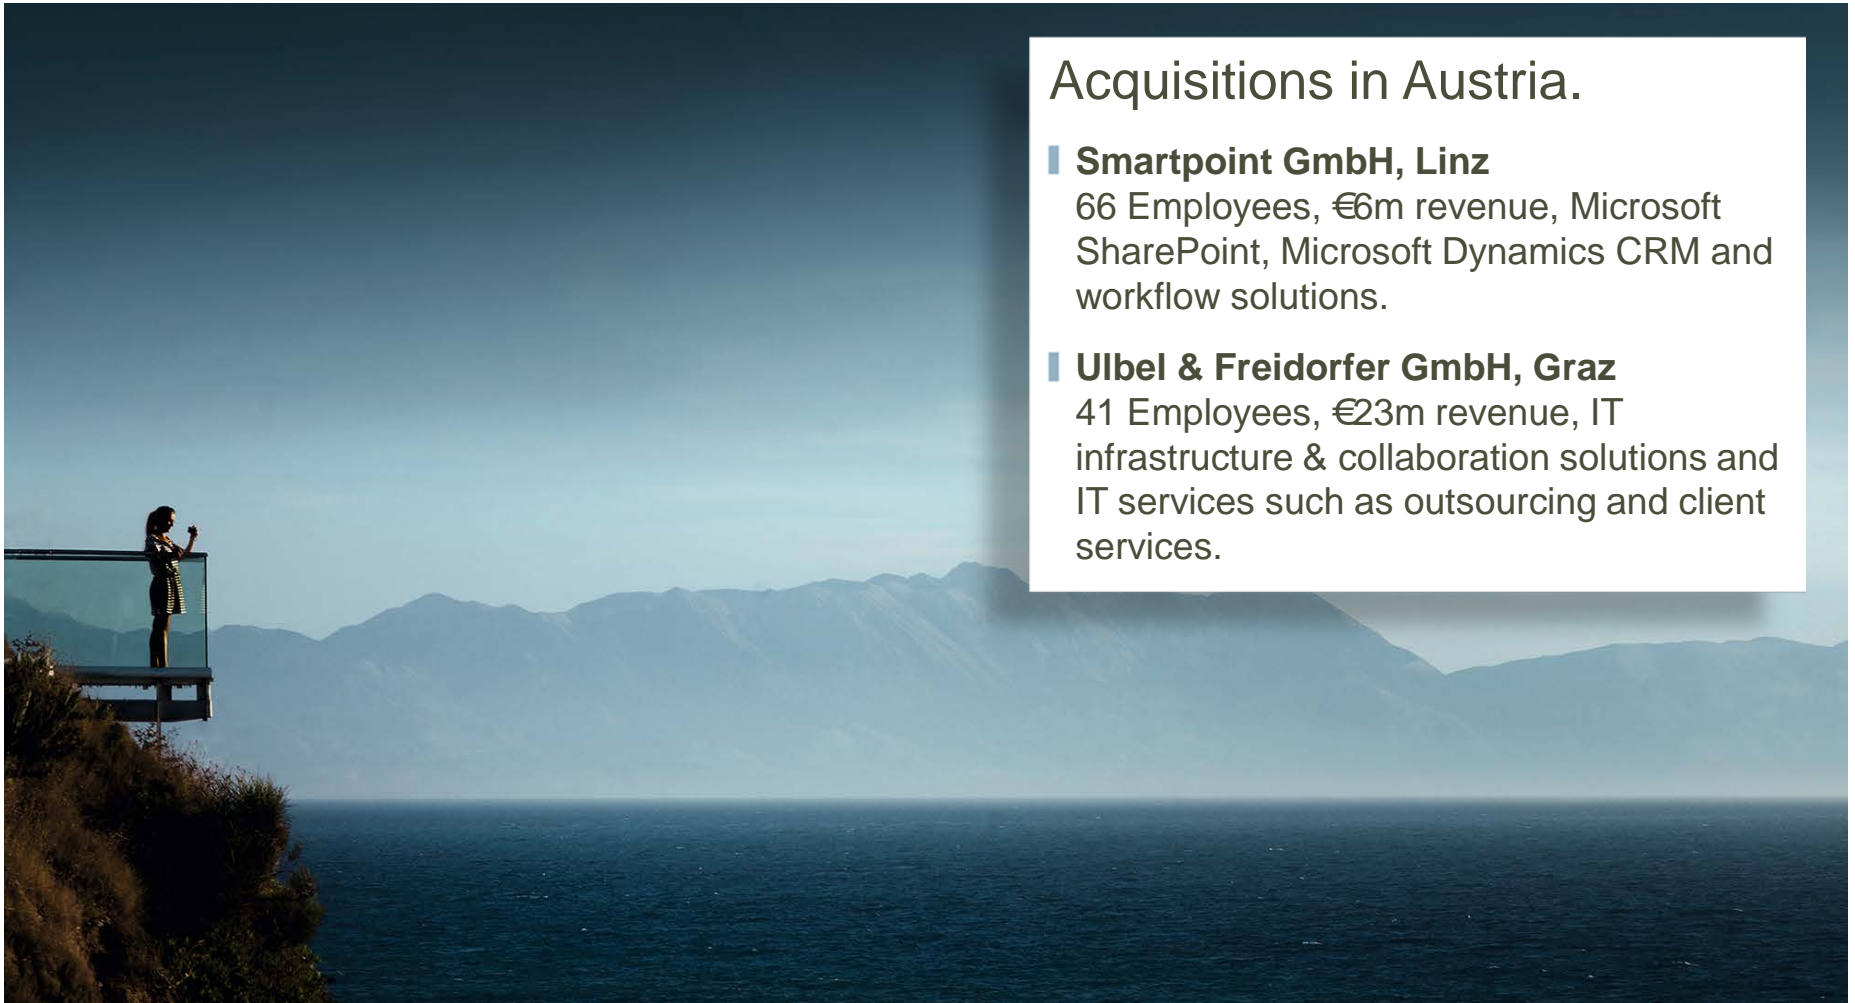 Acquisitions in Austria.
Smartpoint GmbH, Linz
66 Employees, €6m revenue, Microsoft
SharePoint, Microsoft Dynamics CRM and
workflow solutions.
Ulbel & Freidorfer GmbH, Graz
41 Employees, €23m revenue, IT
infrastructure & collaboration solutions and
IT services such as outsourcing and client
services.